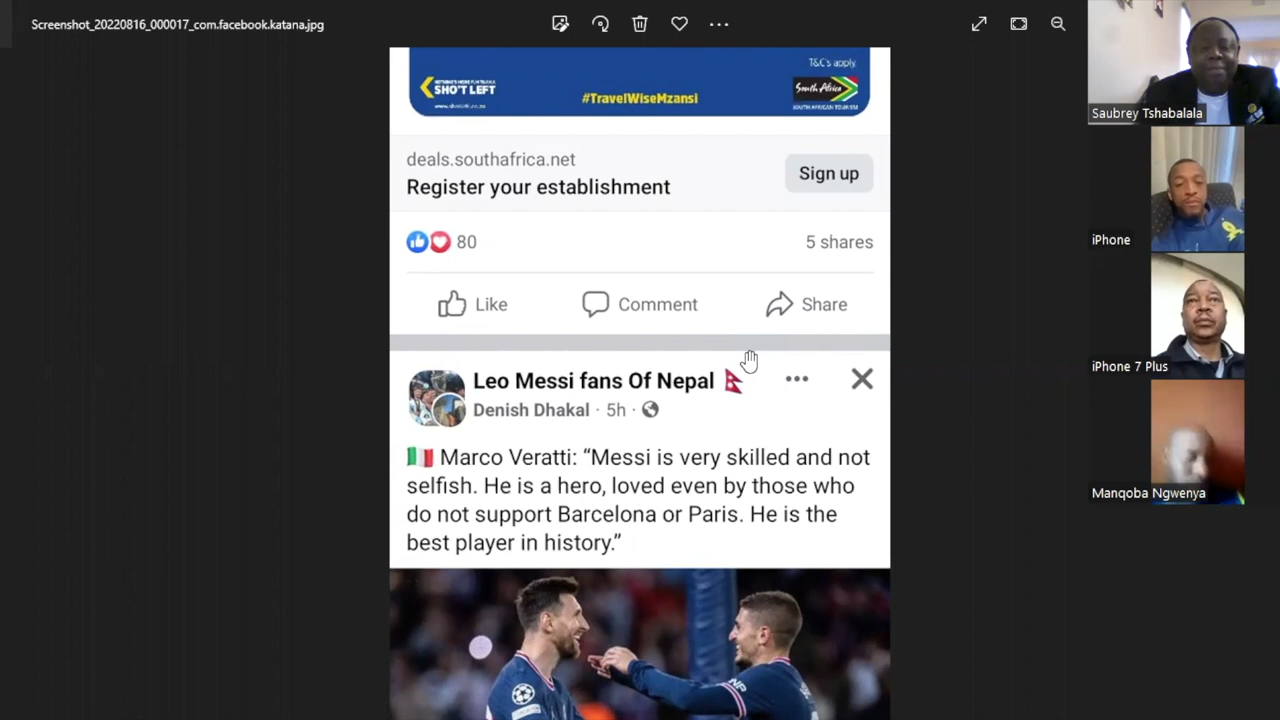 Screenshot_20220816_000017_com.facebook.katana.jpg
T&C's apply.
SHO'T LEFT
#TravelWiseMzansi
South Africa
SOUTH AFRICAN TOURISM
deals.southafrica.net
Register your establishment
Sign up
80
5 shares
Like
Comment
Share
Leo Messi fans Of Nepal
Denish Dhakal · 5h ·
Marco Veratti: “Messi is very skilled and not
selfish. He is a hero, loved even by those who
do not support Barcelona or Paris. He is the
best player in history.”
Saubrey Tshabalala
iPhone
iPhone 7 Plus
Manqoba Ngwenya